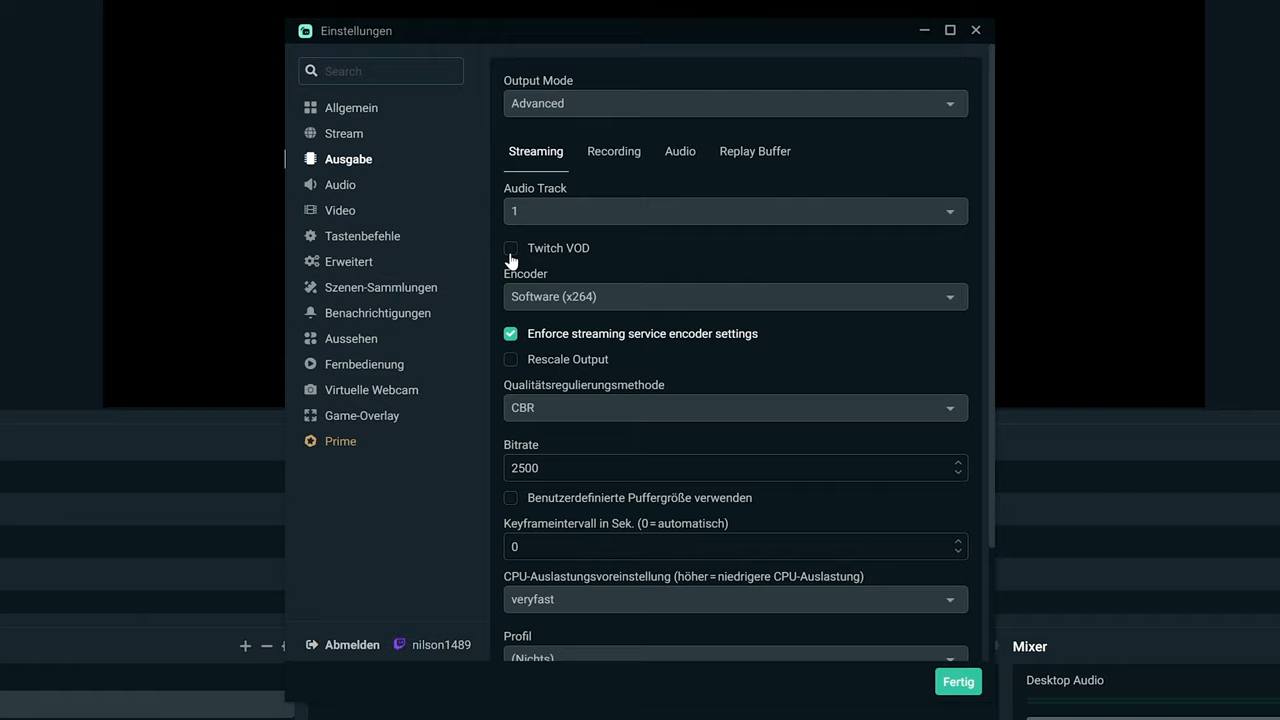 Einstellungen
Search
Allgemein
Stream
Ausgabe
Audio
Video
Tastenbefehle
Erweitert
Szenen-Sammlungen
Benachrichtigungen
Aussehen
Fernbedienung
Virtuelle Webcam
Game-Overlay
Prime
Abmelden nilson1489
Output Mode
Advanced
Streaming Recording Audio Replay Buffer
Audio Track
1
Twitch VOD
Encoder
Software (x264)
Enforce streaming service encoder settings
Rescale Output
Qualitätsregulierungsmethode
CBR
Bitrate
2500
Benutzerdefinierte Puffergröße verwenden
Keyframeintervall in Sek. (0=automatisch)
0
CPU-Auslastungsvoreinstellung (höher=niedrigere CPU-Auslastung)
veryfast
Profil
(Nichts)
Fertig
Mixer
Desktop Audio